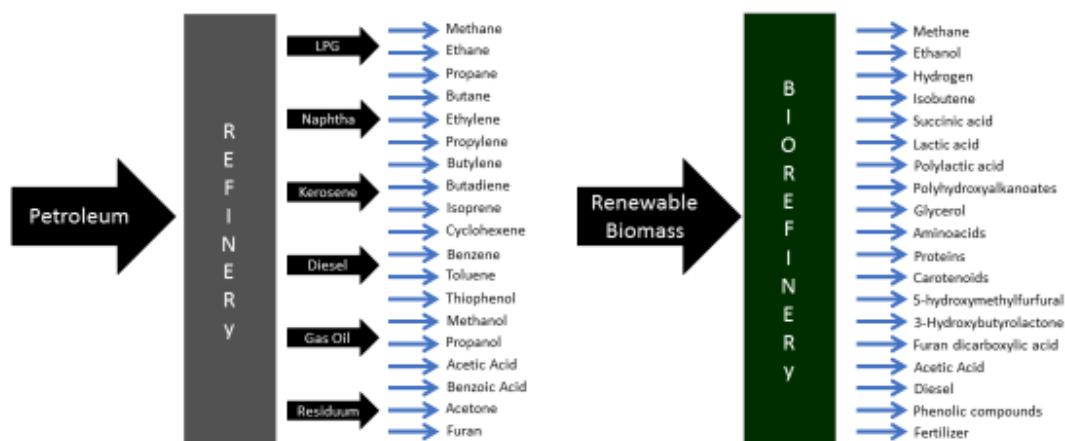 Petroleum
REFINERy
LPG
Naphtha
Kerosene
Diesel
Gas Oil
Residuum
Methane
Ethane
Propane
Butane
Ethylene
Propylene
Butylene
Butadiene
Isoprene
Cyclohexene
Benzene
Toluene
Thiophenol
Methanol
Propanol
Acetic Acid
Benzoic Acid
Acetone
Furan
Renewable
Biomass
BIOREFINERy
Methane
Ethanol
Hydrogen
Isobutene
Succinic acid
Lactic acid
Polylactic acid
Polyhydroxyalkanoates
Glycerol
Aminoacids
Proteins
Carotenoids
5-hydroxymethylfurfural
3-Hydroxybutyrolactone
Furan dicarboxylic acid
Acetic Acid
Diesel
Phenolic compounds
Fertilizer